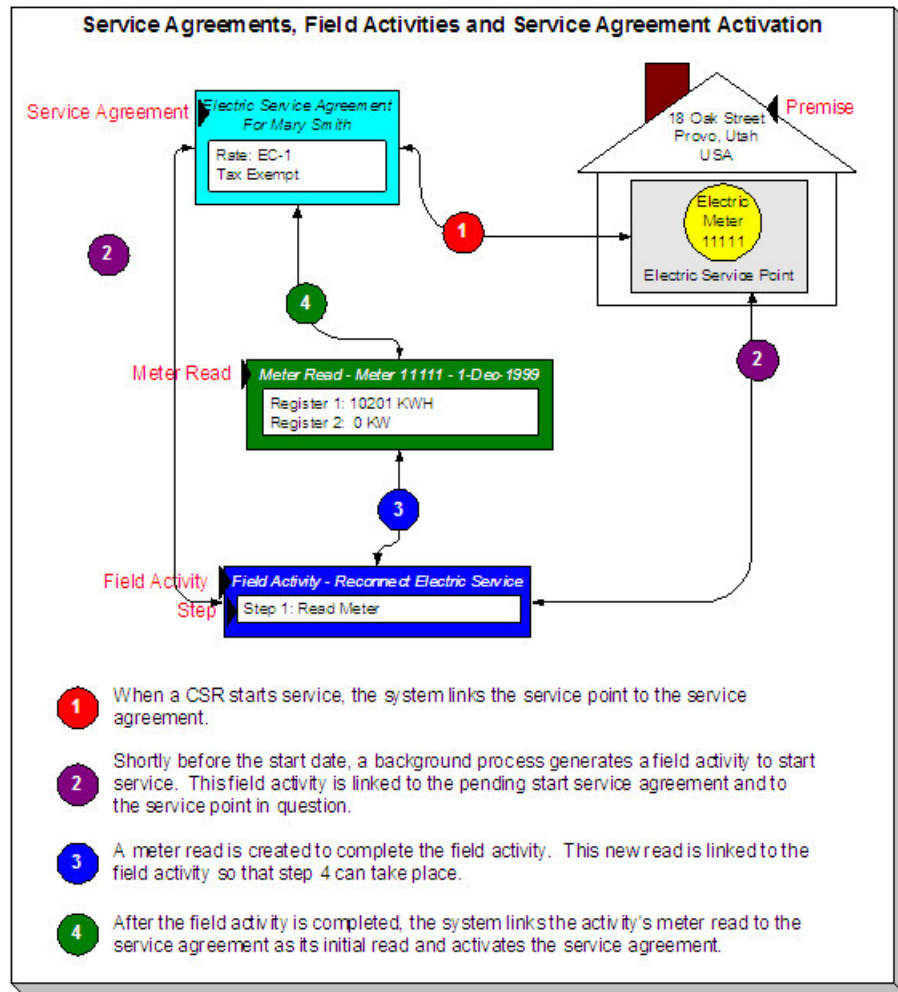 Service Agreements, Field Activities and Service Agreement Activation
Service Agreement
Electric Service Agreement
For Mary Smith
Rate: EC-1
Tax Exempt
18 Oak Street
Provo, Utah
USA
Premise
Electric
Meter
11111
Electric Service Point
1
2
4
2
Meter Read
Meter Read - Meter 11111 - 1-Dec-1999
Register 1: 10201 KWH
Register 2: 0 KW
3
Field Activity
Field Activity - Reconnect Electric Service
Step
Step 1: Read Meter
1
When a CSR starts service, the system links the service point to the service
agreement.
2
Shortly before the start date, a background process generates a field activity to start
service. This field activity is linked to the pending start service agreement and to
the service point in question.
3
A meter read is created to complete the field activity. This new read is linked to the
field activity so that step 4 can take place.
4
After the field activity is completed, the system links the activity's meter read to the
service agreement as its initial read and activates the service agreement.